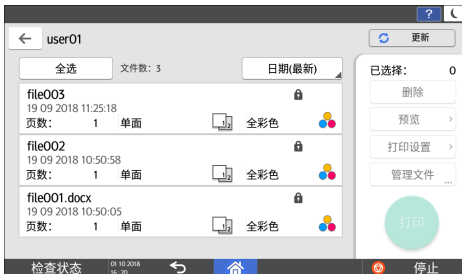 ?
user01
更新
全选
文件数：3
日期(最新)
已选择： 0
file003
19 09 2018 11:25:18
页数： 1 单面 全彩色
file002
19 09 2018 10:50:58
页数： 1 单面 全彩色
file001.docx
19 09 2018 10:50:05
页数： 1 单面 全彩色
删除
预览
打印设置
管理文件
...
打印
检查状态
01 10 2018
16: 20
停止